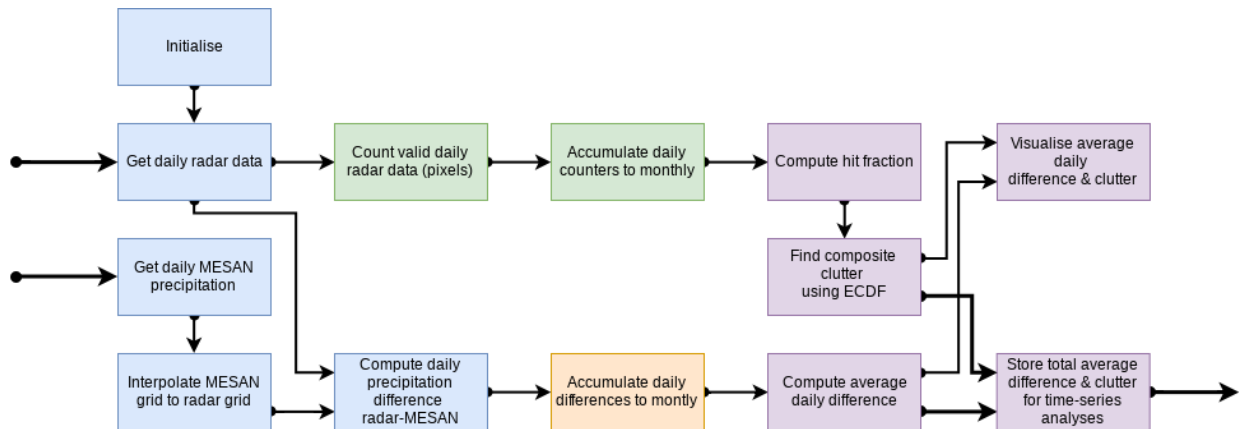 Initialise
Get daily radar data
Count valid daily
radar data (pixels)
Accumulate daily
counters to monthly
Compute hit fraction
Visualise average
daily
difference & clutter
Get daily MESAN
precipitation
Find composite
clutter
using ECDF
Interpolate MESAN
grid to radar grid
Compute daily
precipitation
difference
radar-MESAN
Accumulate daily
differences to montly
Compute average
daily difference
Store total average
difference & clutter
for time-series
analyses